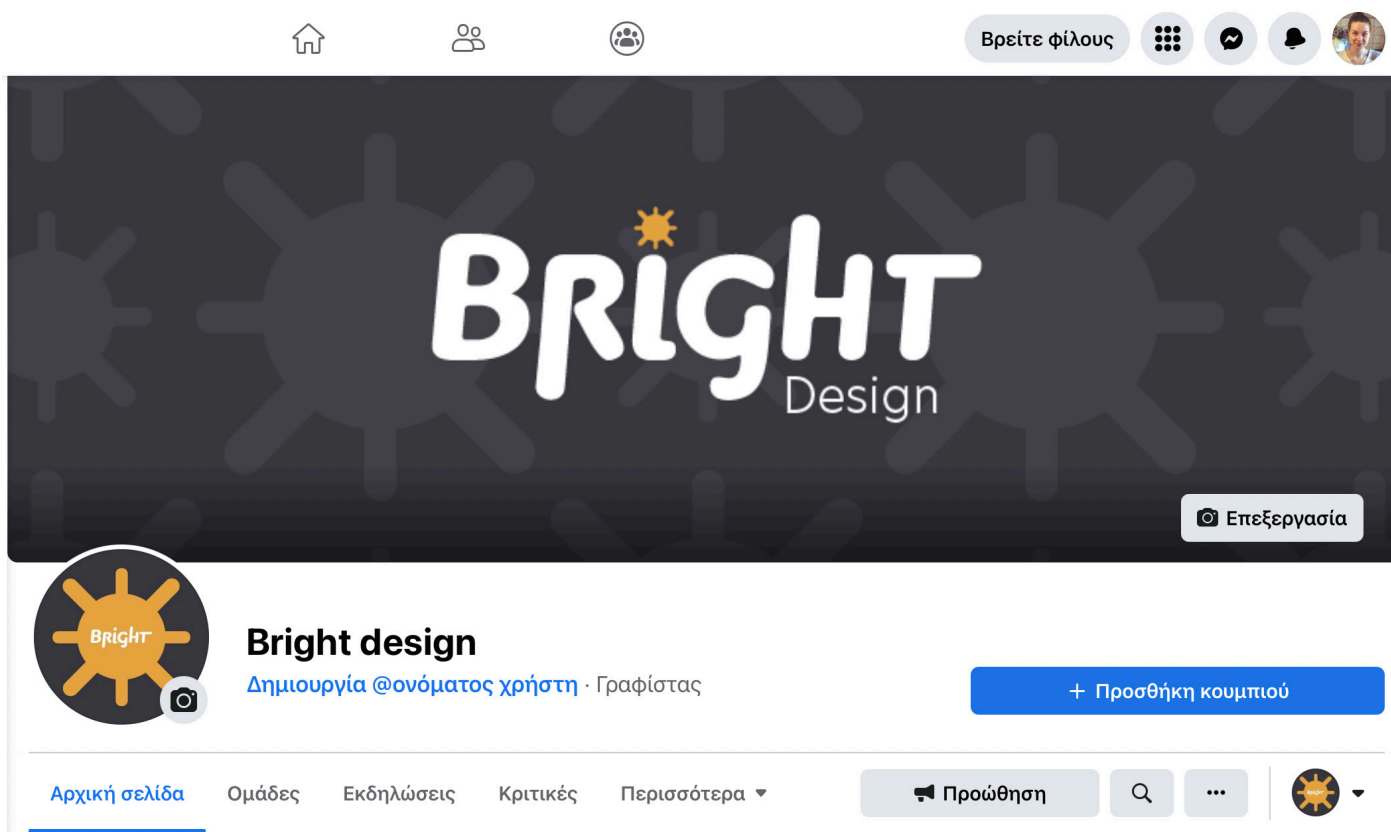 Βρείτε φίλους
BRiGHT
Design
Επεξεργασία
BRiGHT
Bright design
Δημιουργία @ονόματος χρήστη · Γραφίστας
+ Προσθήκη κουμπιού
Αρχική σελίδα Ομάδες Εκδηλώσεις Κριτικές Περισσότερα Προώθηση